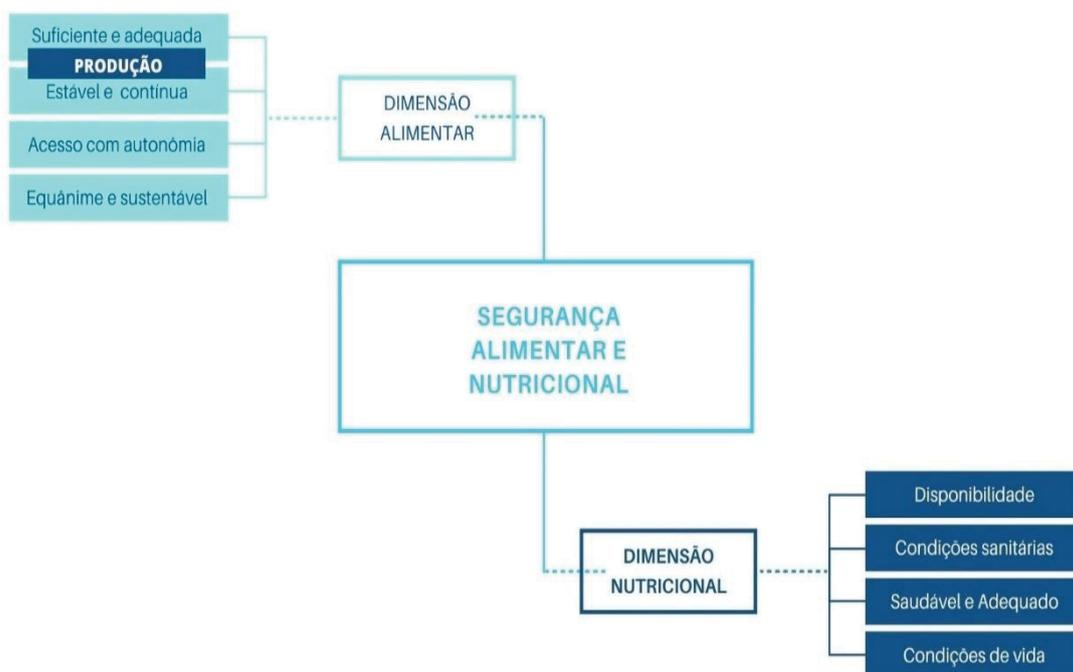 Suficiente e adequada
PRODUÇÃO
Estável e contínua
Acesso com autonômia
Equânime e sustentável
DIMENSÃO
ALIMENTAR
SEGURANÇA
ALIMENTAR E
NUTRICIONAL
DIMENSÃO
NUTRICIONAL
Disponibilidade
Condições sanitárias
Saudável e Adequado
Condições de vida